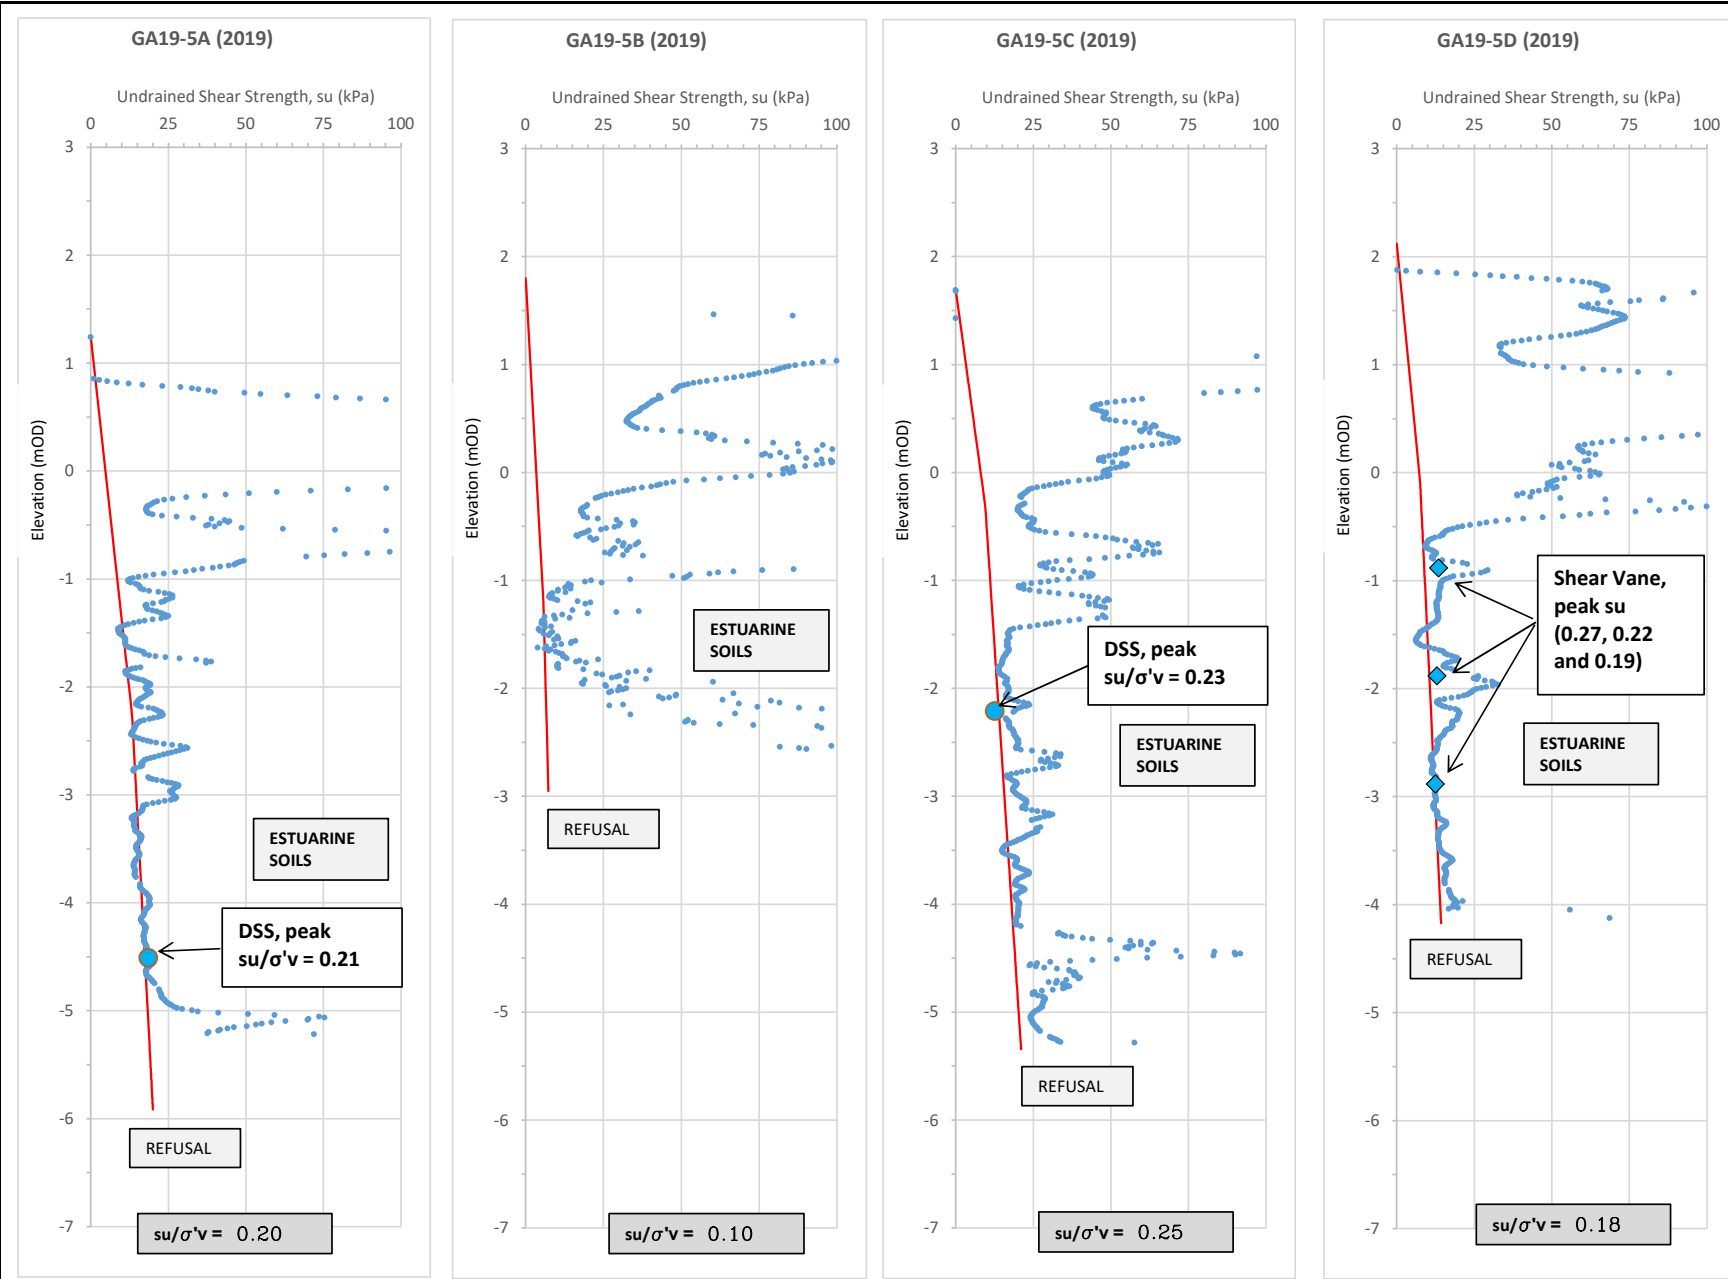 GA19-5A (2019)
Undrained Shear Strength, su (kPa)
0 25 50 75 100
3
2
1
0
-1
-2
-3
-4
-5
-6
-7
Elevation (mOD)
ESTUARINE
SOILS
DSS, peak
su/σ'v = 0.21
REFUSAL
su/σ'v = 0.20
GA19-5B (2019)
Undrained Shear Strength, su (kPa)
0 25 50 75 100
3
2
1
0
-1
-2
-3
-4
-5
-6
-7
Elevation (mOD)
ESTUARINE
SOILS
REFUSAL
su/σ'v = 0.10
GA19-5C (2019)
Undrained Shear Strength, su (kPa)
0 25 50 75 100
3
2
1
0
-1
-2
-3
-4
-5
-6
-7
Elevation (mOD)
DSS, peak
su/σ'v = 0.23
ESTUARINE
SOILS
REFUSAL
su/σ'v = 0.25
GA19-5D (2019)
Undrained Shear Strength, su (kPa)
0 25 50 75 100
3
2
1
0
-1
-2
-3
-4
-5
-6
-7
Elevation (mOD)
Shear Vane,
peak su
(0.27, 0.22
and 0.19)
ESTUARINE
SOILS
REFUSAL
su/σ'v = 0.18